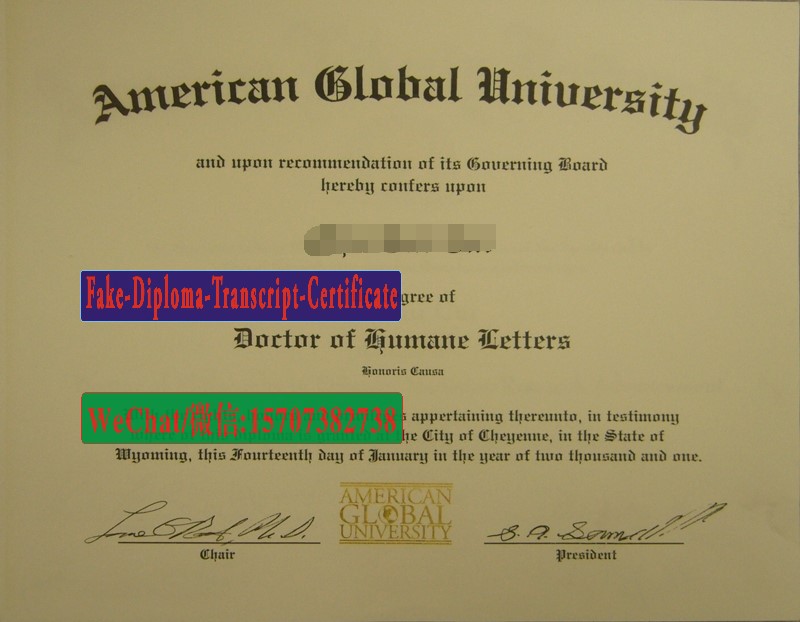 American Global University
and upon recommendation of its Governing Board
hereby confers upon
Fake-Diploma-Transcript-Certificate
gree of
Doctor of Humane Letters
Honoris Causa
WeChat/微信:15707382738
s appertaining thereunto, in testimony
the City of Cheyenne, in the State of
Wyoming, this Fourteenth day of January in the year of two thousand and one.
AMERICAN
GLOBAL
UNIVERSITY
Chair
President